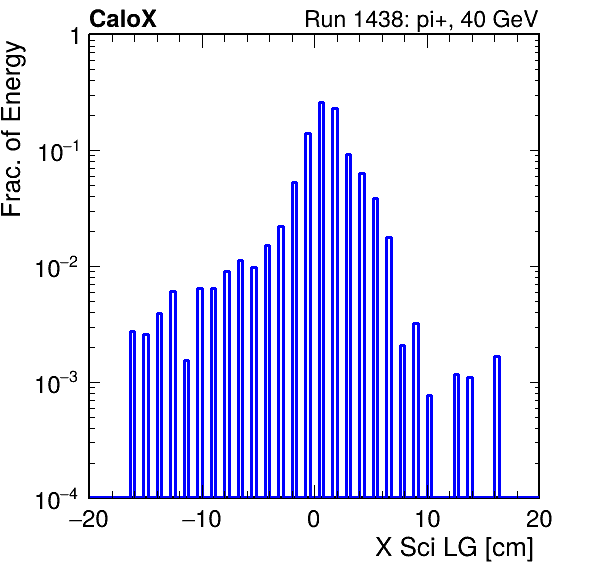 CaloX Run 1438: pi+, 40 GeV
Frac. of Energy
1
10⁻¹
10⁻²
10⁻³
10⁻⁴
−20 −10 0 10 20
X Sci LG [cm]